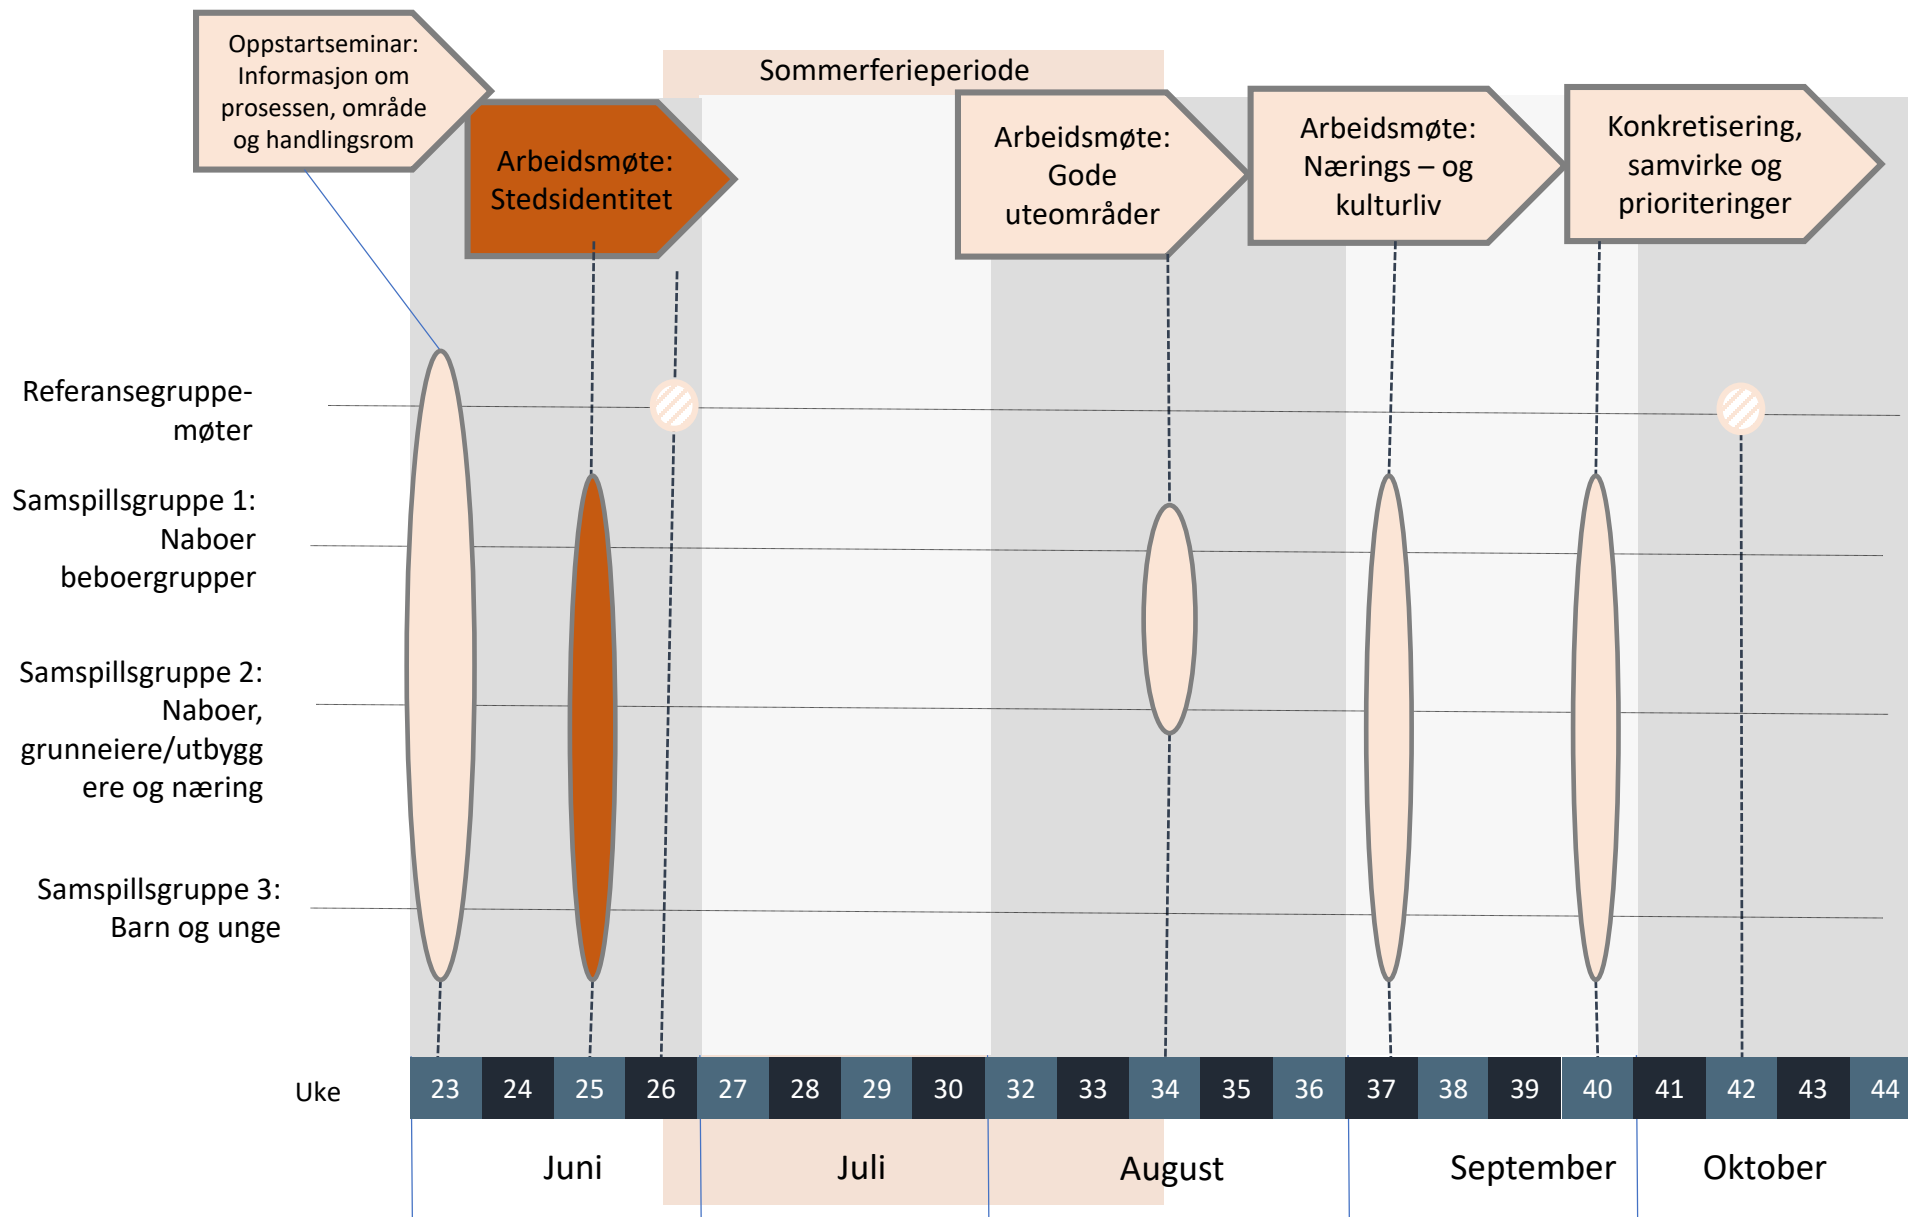 Oppstartseminar:
Informasjon om
prosessen, område
og handlingsrom
Sommerferieperiode
Arbeidsmøte:
Stedsidentitet
Arbeidsmøte:
Gode
uteområder
Arbeidsmøte:
Nærings – og
kulturliv
Konkretisering,
samvirke og
prioriteringer
Referansegruppe-
møter
Samspillsgruppe 1:
Naboer
beboergrupper
Samspillsgruppe 2:
Naboer,
grunneiere/utbygg
ere og næring
Samspillsgruppe 3:
Barn og unge
Uke 23 24 25 26 27 28 29 30 32 33 34 35 36 37 38 39 40 41 42 43 44
Juni Juli August September Oktober